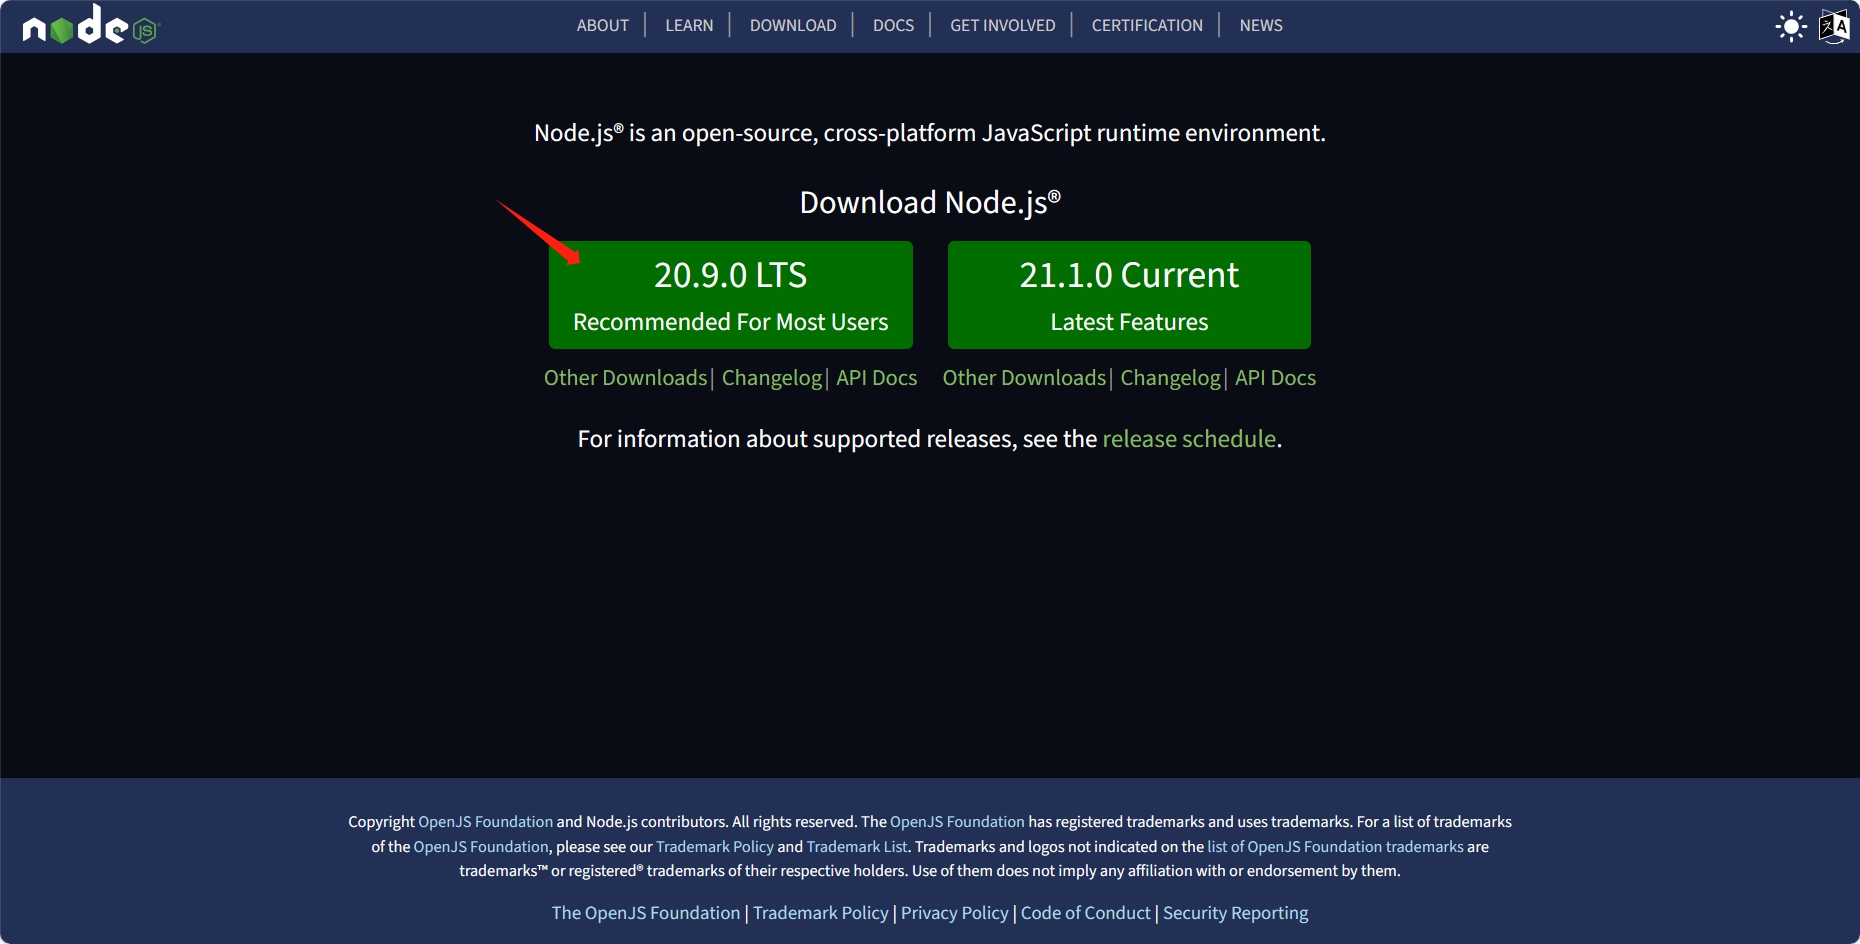 node JS
ABOUT | LEARN | DOWNLOAD | DOCS | GET INVOLVED | CERTIFICATION | NEWS
Node.js® is an open-source, cross-platform JavaScript runtime environment.
Download Node.js®
20.9.0 LTS
Recommended For Most Users
21.1.0 Current
Latest Features
Other Downloads | Changelog | API Docs
Other Downloads | Changelog | API Docs
For information about supported releases, see the release schedule.
Copyright OpenJS Foundation and Node.js contributors. All rights reserved. The OpenJS Foundation has registered trademarks and uses trademarks. For a list of trademarks
of the OpenJS Foundation, please see our Trademark Policy and Trademark List. Trademarks and logos not indicated on the list of OpenJS Foundation trademarks are
trademarks™ or registered® trademarks of their respective holders. Use of them does not imply any affiliation with or endorsement by them.
The OpenJS Foundation | Trademark Policy | Privacy Policy | Code of Conduct | Security Reporting